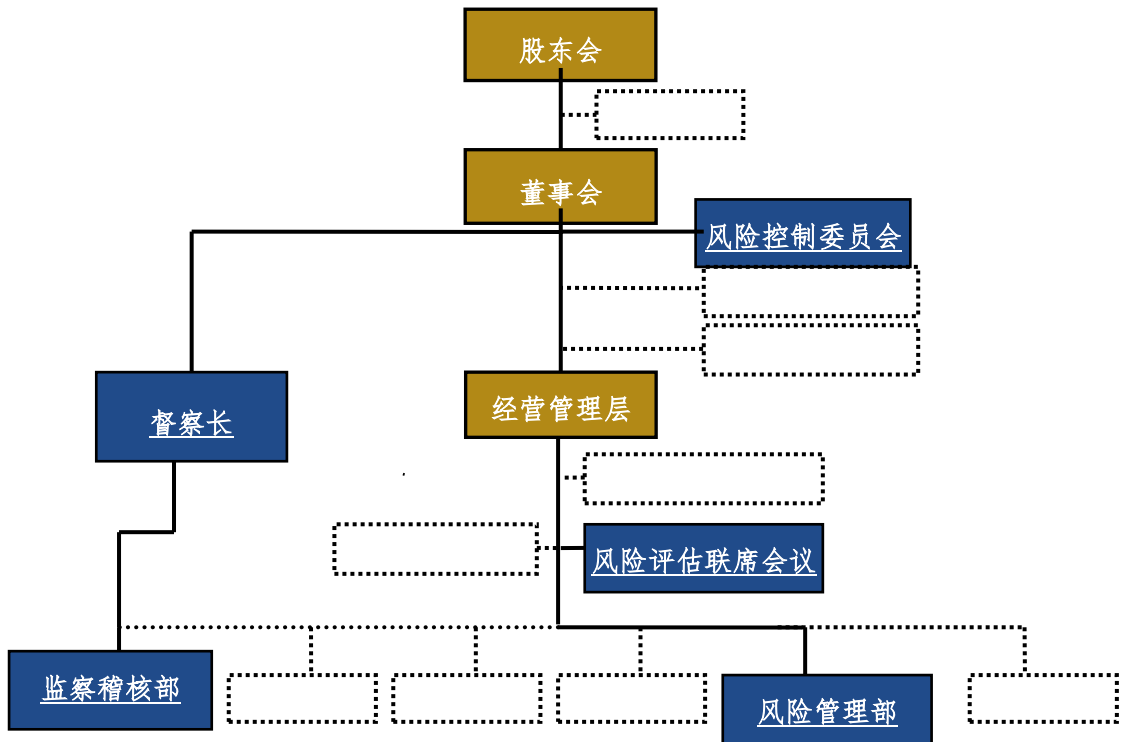 股东会
董事会
风险控制委员会
督察长
经营管理层
风险评估联席会议
监察稽核部
风险管理部